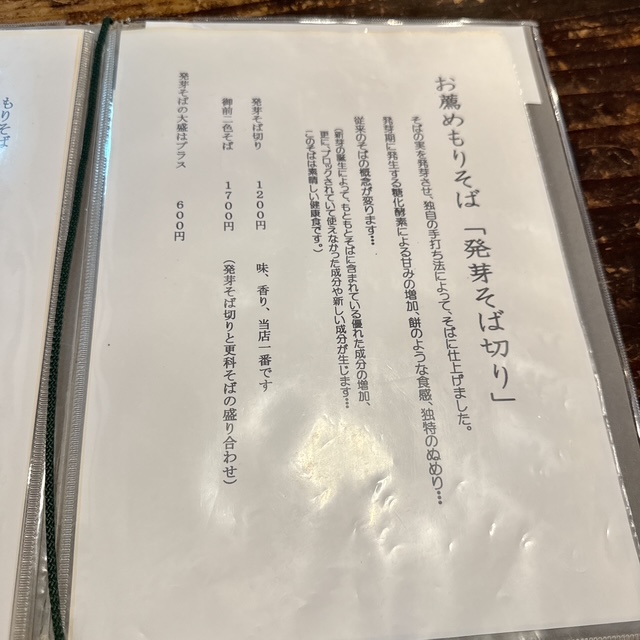 お薦めもりそば 「発芽そば切り」
そばの実を発芽させ、独自の手打ち法によって、そばに仕上げました。
発芽期に発生する糖化酵素による甘みの増加、餅のような食感、独特のぬめり…
従来のそばの概念が変ります…
（新芽の誕生によって、もともとそばに含まれている優れた成分の増加、
更に、ブロックされていて使えなかった成分や新しい成分が生じます…
このそばは素晴しい健康食です。）
発芽そば切り 1200円 味、香り、当店一番です
御前二色そば 1700円 （発芽そば切りと更科そばの盛り合わせ）
発芽そばの大盛はプラス 600円
もりそば